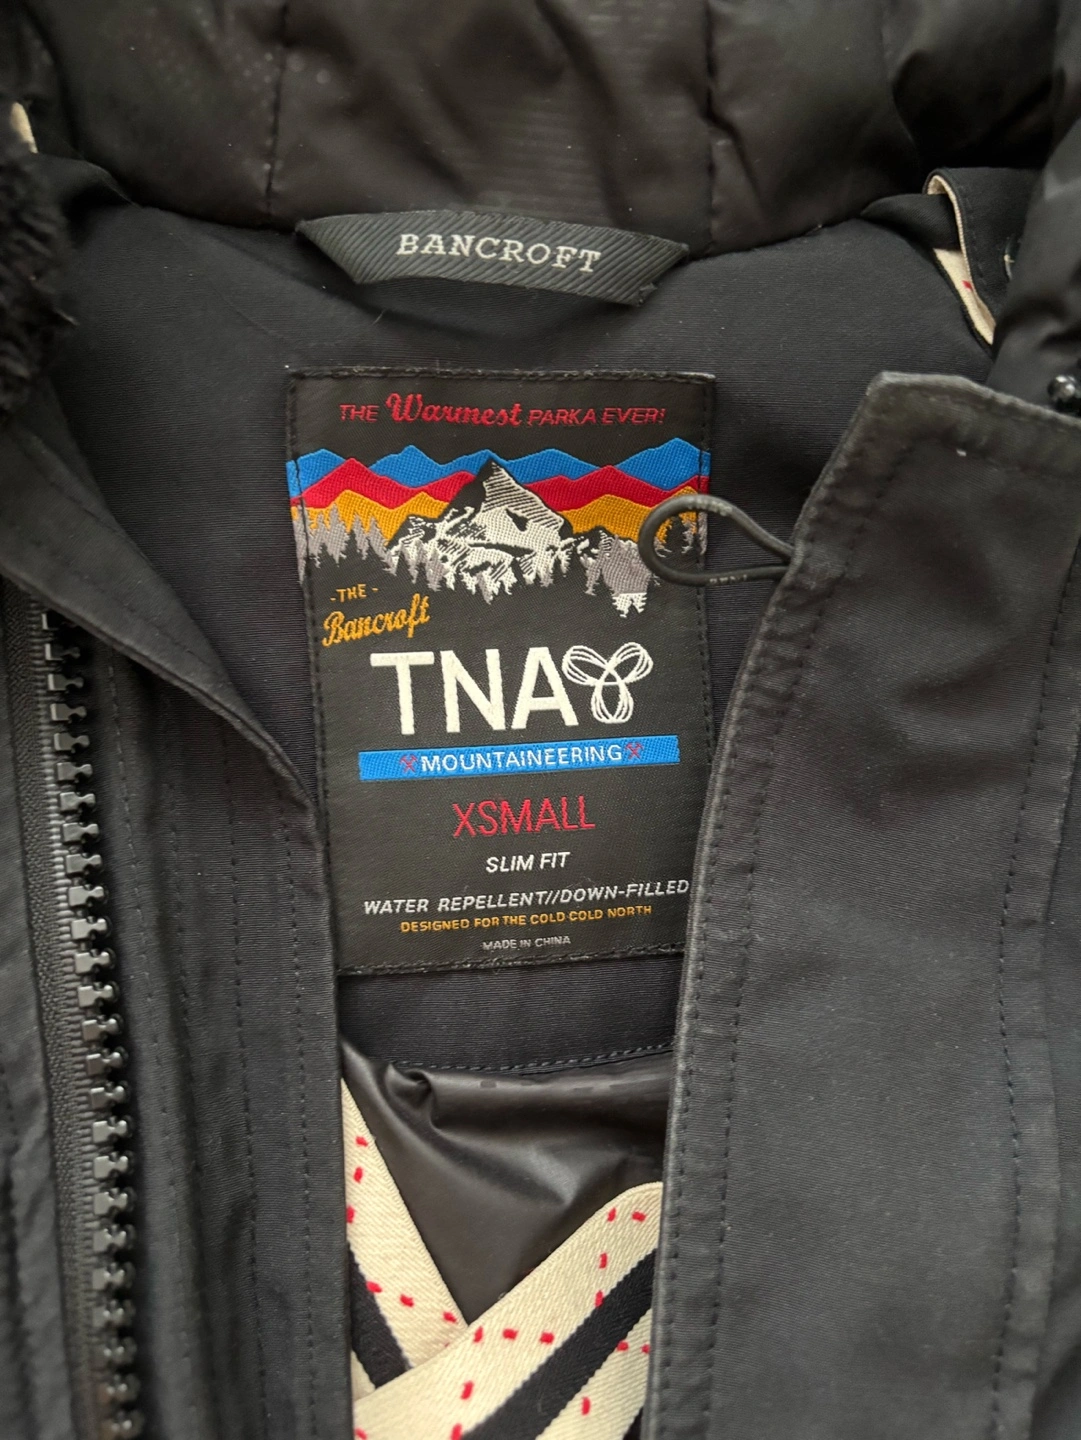 BANCROFT
THE Warmest PARKA EVER!
-THE-
Bancroft
TNA
MOUNTAINEERING
XSMALL
SLIM FIT
WATER REPELLENT//DOWN-FILLED
DESIGNED FOR THE COLD COLD NORTH
MADE IN CHINA